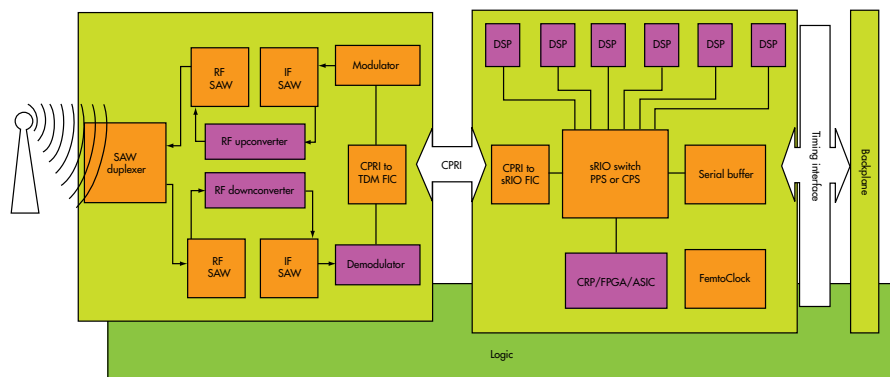 DSP
DSP
DSP
DSP
DSP
DSP
RF
SAW
IF
SAW
Modulator
SAW
duplexer
RF upconverter
RF downconverter
CPRI to
TDM FIC
CPRI
CPRI to
sRIO FIC
sRIO switch
PPS or CPS
Serial buffer
Timing interface
Backplane
RF
SAW
IF
SAW
Demodulator
CRP/FPGA/ASIC
FemtoClock
Logic